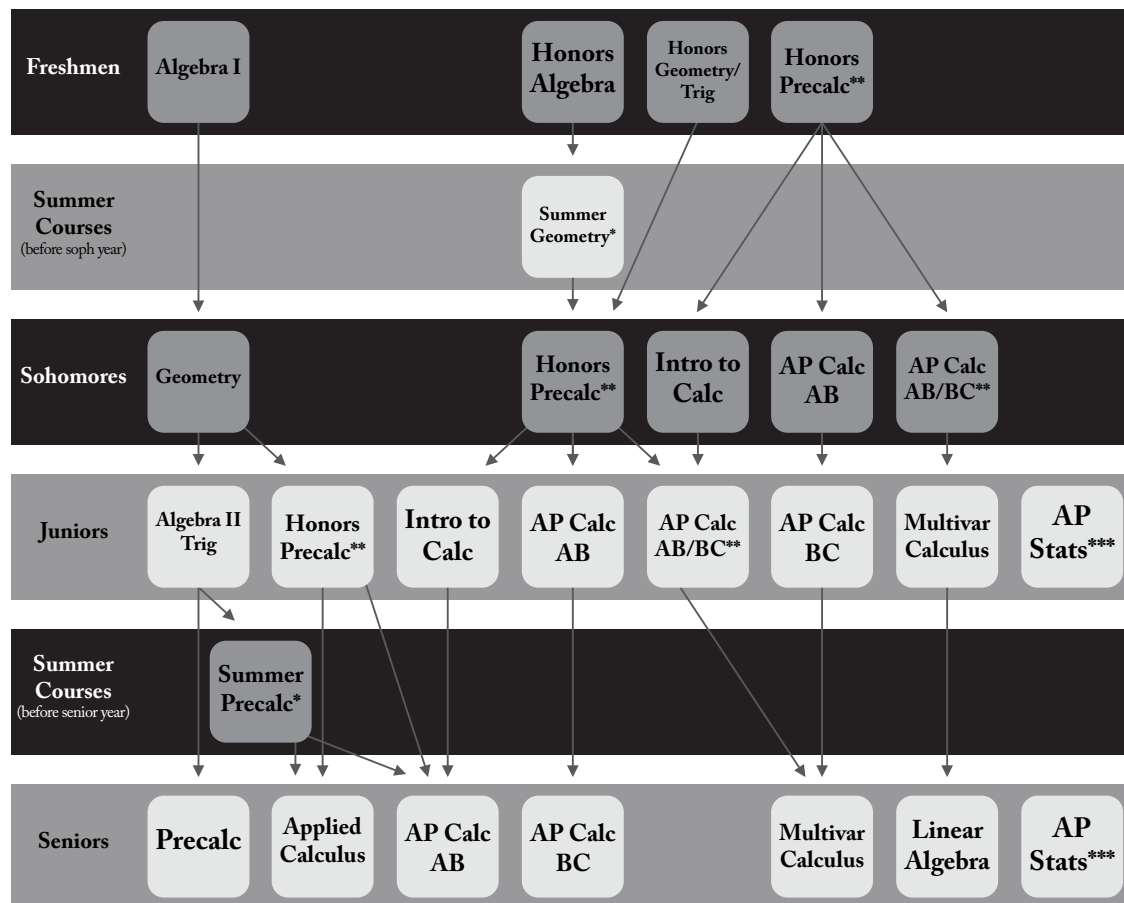 Freshmen
Algebra I
Honors
Algebra
Honors
Geometry/
Trig
Honors
Precalc**
Summer
Courses
(before soph year)
Summer
Geometry*
Sohomores
Geometry
Honors
Precalc**
Intro to
Calc
AP Calc
AB
AP Calc
AB/BC**
Juniors
Algebra II
Trig
Honors
Precalc**
Intro to
Calc
AP Calc
AB
AP Calc
AB/BC**
AP Calc
BC
Multivar
Calculus
AP
Stats***
Summer
Courses
(before senior year)
Summer
Precalc*
Seniors
Precalc
Applied
Calculus
AP Calc
AB
AP Calc
BC
Multivar
Calculus
Linear
Algebra
AP
Stats***